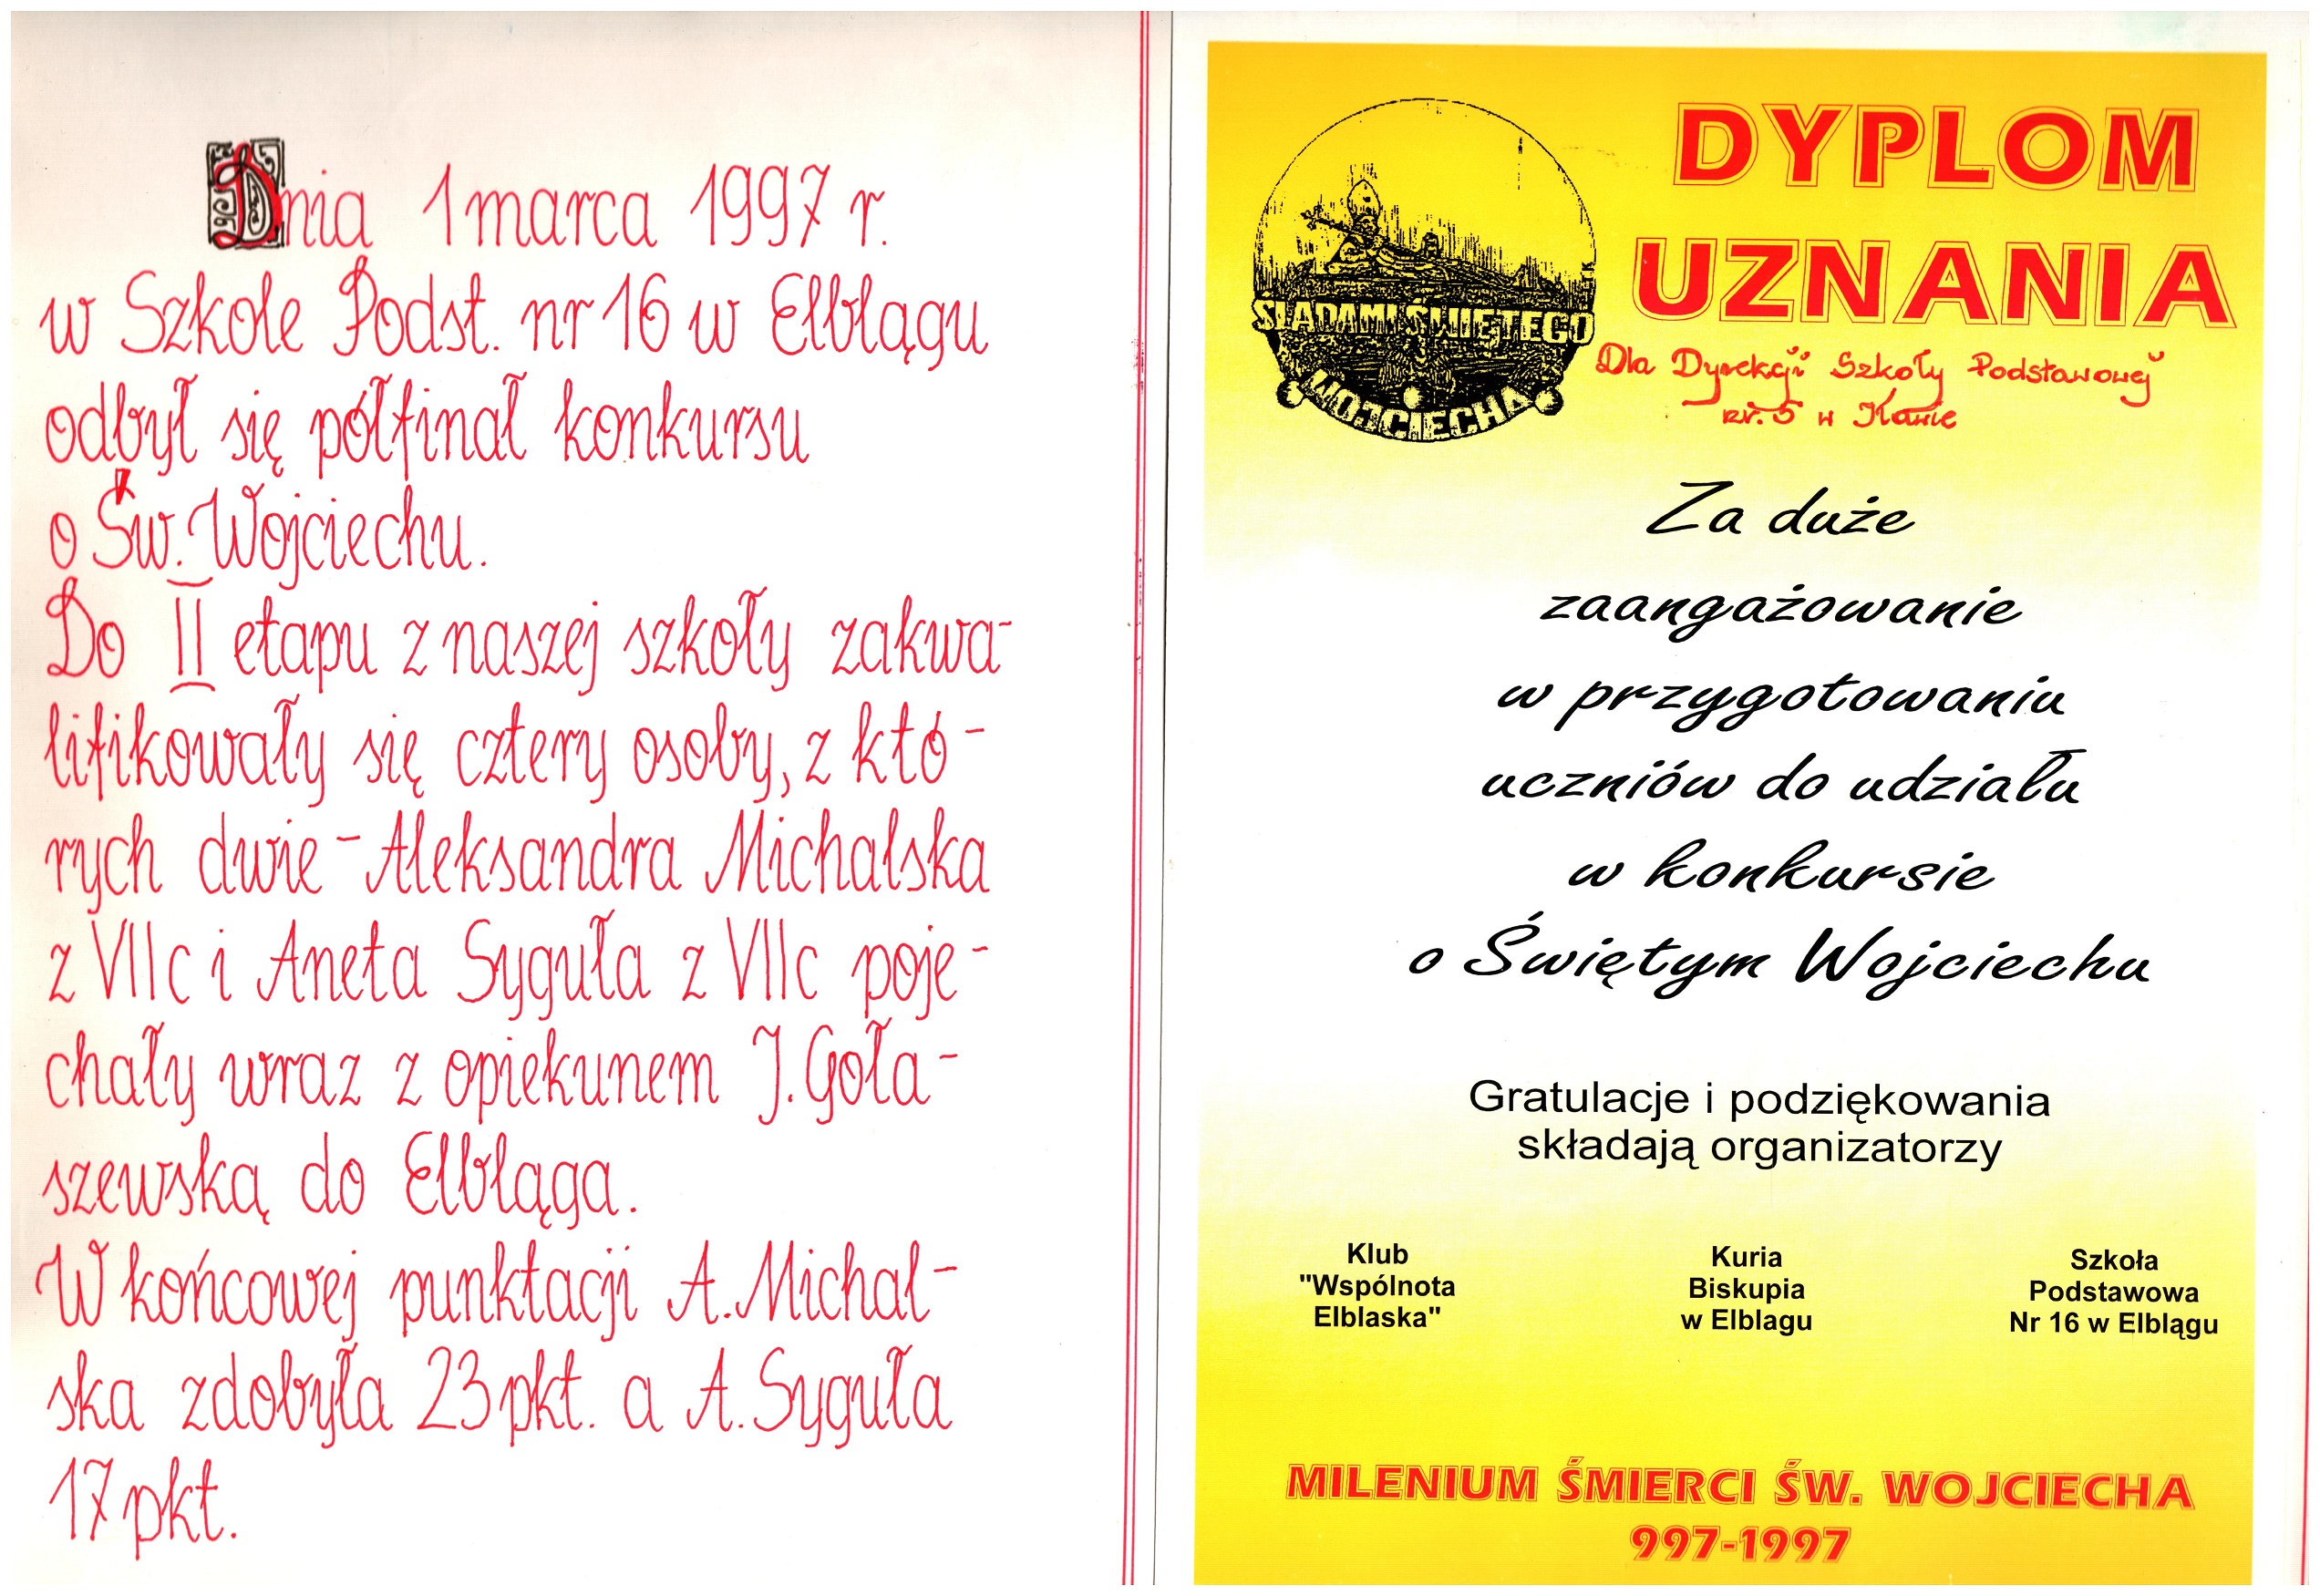 Dnia 1 marca 1997 r.
w Szkole Podst. nr 16 w Elblągu
odbył się półfinał konkursu
o Św. Wojciechu.
Do II etapu z naszej szkoły zakwa-
lifikowały się cztery osoby, z któ-
rych dwie - Aleksandra Michalska
z VIIc i Aneta Syguła z VIIc poje-
chały wraz z opiekunem J. Goła-
szewską do Elbląga.
W końcowej punktacji A. Michal-
ska zdobyła 23 pkt. a A. Syguła
17 pkt.
DYPLOM
UZNANIA
ŚLADAMI ŚWIĘTEGO
WOJCIECHA
Dla Dyrekcji Szkoły Podstawowej
nr. 5 w Iławie
Za duże
zaangażowanie
w przygotowaniu
uczniów do udziału
w konkursie
o Świętym Wojciechu
Gratulacje i podziękowania
składają organizatorzy
Klub
"Wspólnota
Elblaska"
Kuria
Biskupia
w Elblagu
Szkoła
Podstawowa
Nr 16 w Elblągu
MILENIUM ŚMIERCI ŚW. WOJCIECHA
997-1997